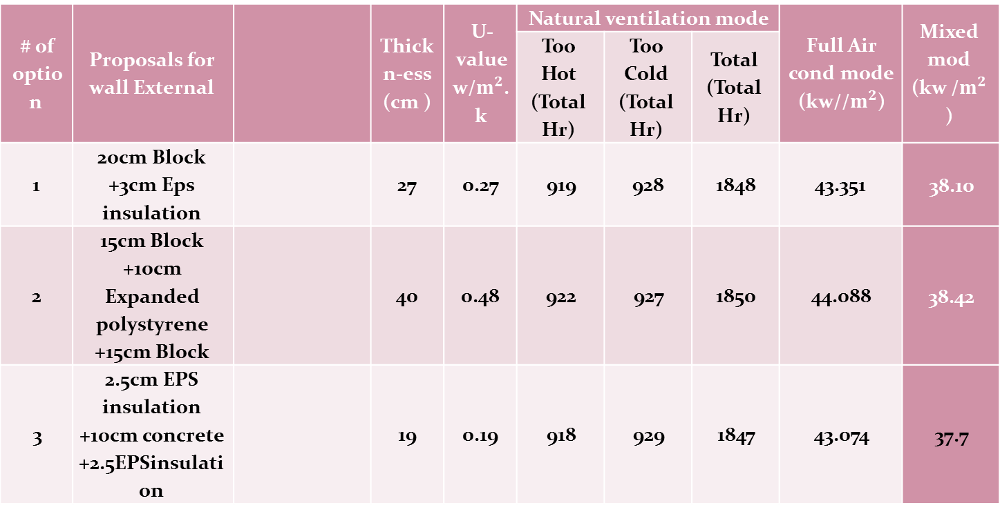 # of
optio
n
Proposals for
wall External
Thick
n-ess
(cm )
U-
value
w/m².
k
Natural ventilation mode
Too
Hot
(Total
Hr)
Too
Cold
(Total
Hr)
Total
(Total
Hr)
Full Air
cond mode
(kw//m²)
Mixed
mod
(kw /m²
)
1
20cm Block
+3cm Eps
insulation
27
0.27
919
928
1848
43.351
38.10
2
15cm Block
+10cm
Expanded
polystyrene
+15cm Block
40
0.48
922
927
1850
44.088
38.42
3
2.5cm EPS
insulation
+10cm concrete
+2.5EPSinsulati
on
19
0.19
918
929
1847
43.074
37.7